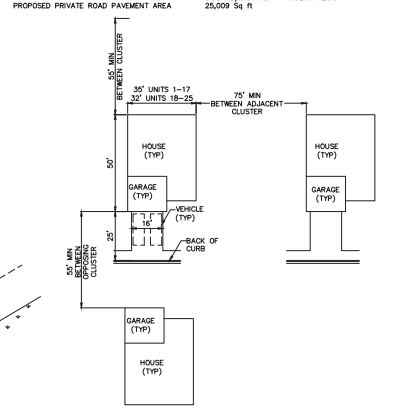 PROPOSED PRIVATE ROAD PAVEMENT AREA 25,009 Sq ft
55' MIN
BETWEEN CLUSTER
35' UNITS 1-17
32' UNITS 18-25
75' MIN
BETWEEN ADJACENT
CLUSTER
50'
HOUSE
(TYP)
HOUSE
(TYP)
GARAGE
(TYP)
GARAGE
(TYP)
VEHICLE
(TYP)
16'
25'
BACK OF
CURB
55' MIN
BETWEEN
OPPOSING
CLUSTER
GARAGE
(TYP)
HOUSE
(TYP)